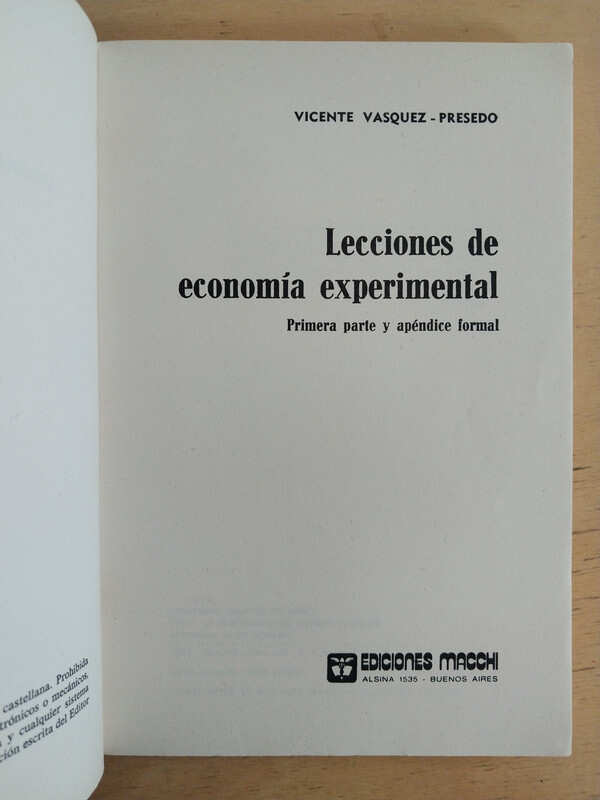 VICENTE VASQUEZ - PRESEDO
Lecciones de
economía experimental
Primera parte y apéndice formal
EDICIONES MACCHI
ALSINA 1535 - BUENOS AIRES
castellana. Prohibida
trónicos o mecánicos,
y cualquier sistema
ción escrita del Editor